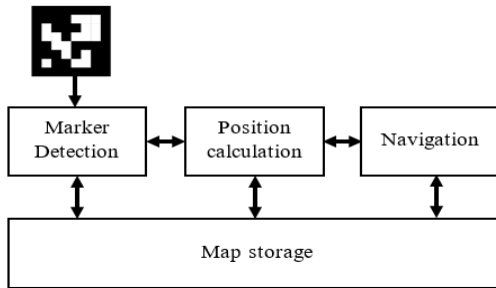 Marker
Detection
Position
calculation
Navigation
Map storage